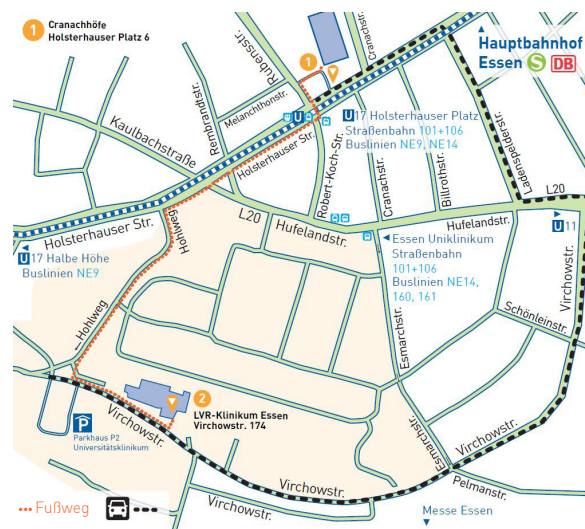 1 Cranachhöfe
Holsterhauser Platz 6
Rubensstr.
Cranachstr.
1
Hauptbahnhof
Essen S DB
Rembrandtstr.
Melanchthonstr.
U
U17 Holsterhauser Platz
Straßenbahn 101+106
Buslinien NE9, NE14
Kaulbachstraße
Holsterhauser Str.
Robert-Koch-Str.
Cranachstr.
Billrothstr.
Ladenspelderstr.
L20
Hohlweg
L20
Hufelandstr.
Hufelandstr.
Holsterhauser Str.
U11
U17 Halbe Höhe
Buslinien NE9
Essen Uniklinikum
Straßenbahn
101+106
Buslinien NE14,
160, 161
Virchowstr.
Schönleinstr.
←Hohlweg
Esmarchstr.
2
LVR-Klinikum Essen
Virchowstr. 174
P
Parkhaus P2
Universitätsklinikum
Virchowstr.
Esmarchstr.
Virchowstr.
Pelmanstr.
Virchowstr.
Virchowstr.
Fußweg
Messe Essen